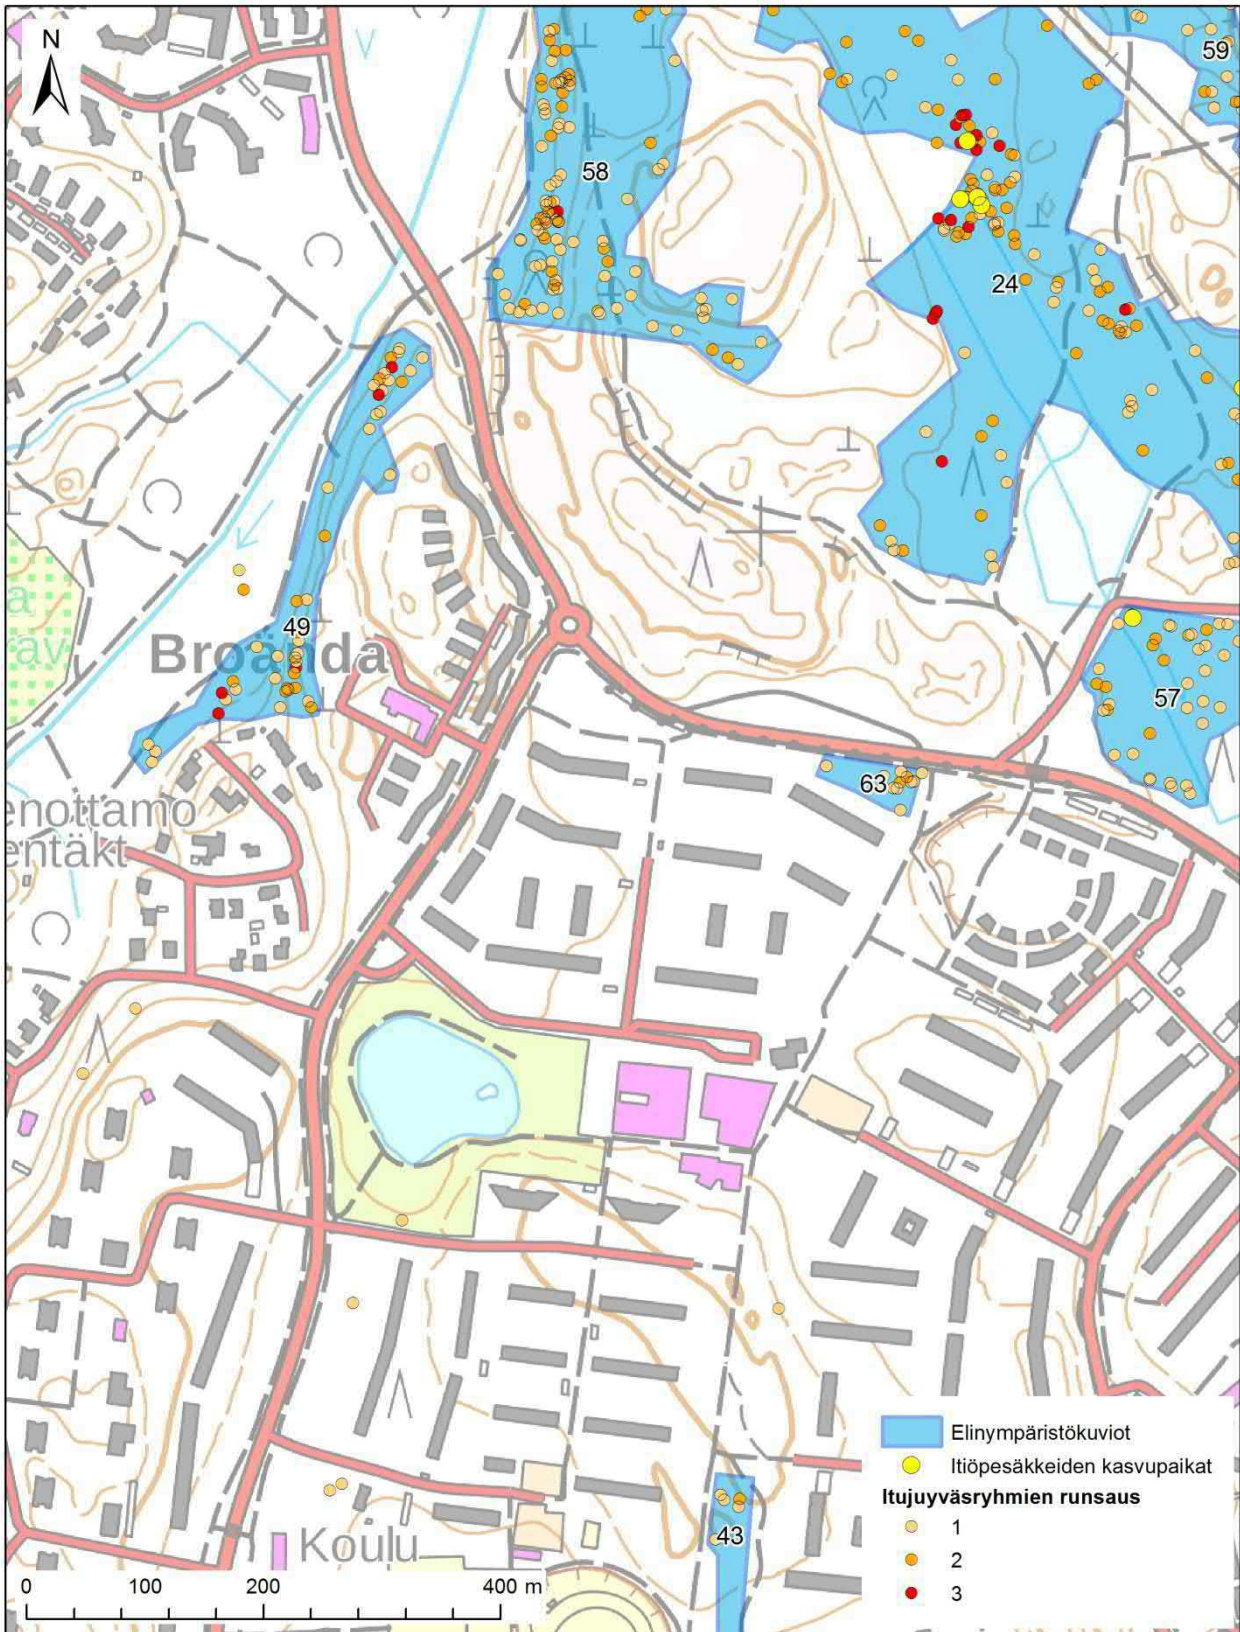 N
59
58
24
49
Broända
a
av
57
63
enottamo
entäkt
Elinympäristökuviot
Itiöpesäkkeiden kasvupaikat
Itujuyväsryhmien runsaus
1
2
3
43
Koulu
0 100 200 400 m